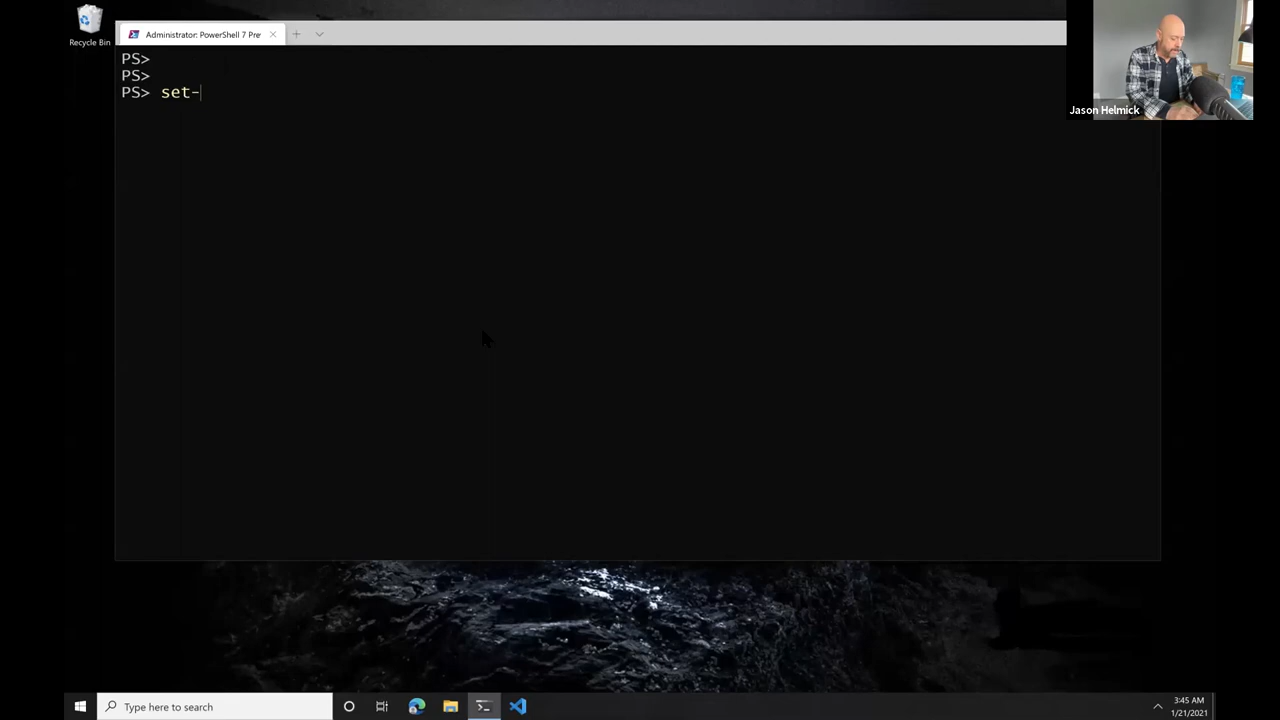 Recycle Bin
Administrator: PowerShell 7 Pre
PS>
PS>
PS> set-
Jason Helmick
Type here to search
3:45 AM
1/21/2021